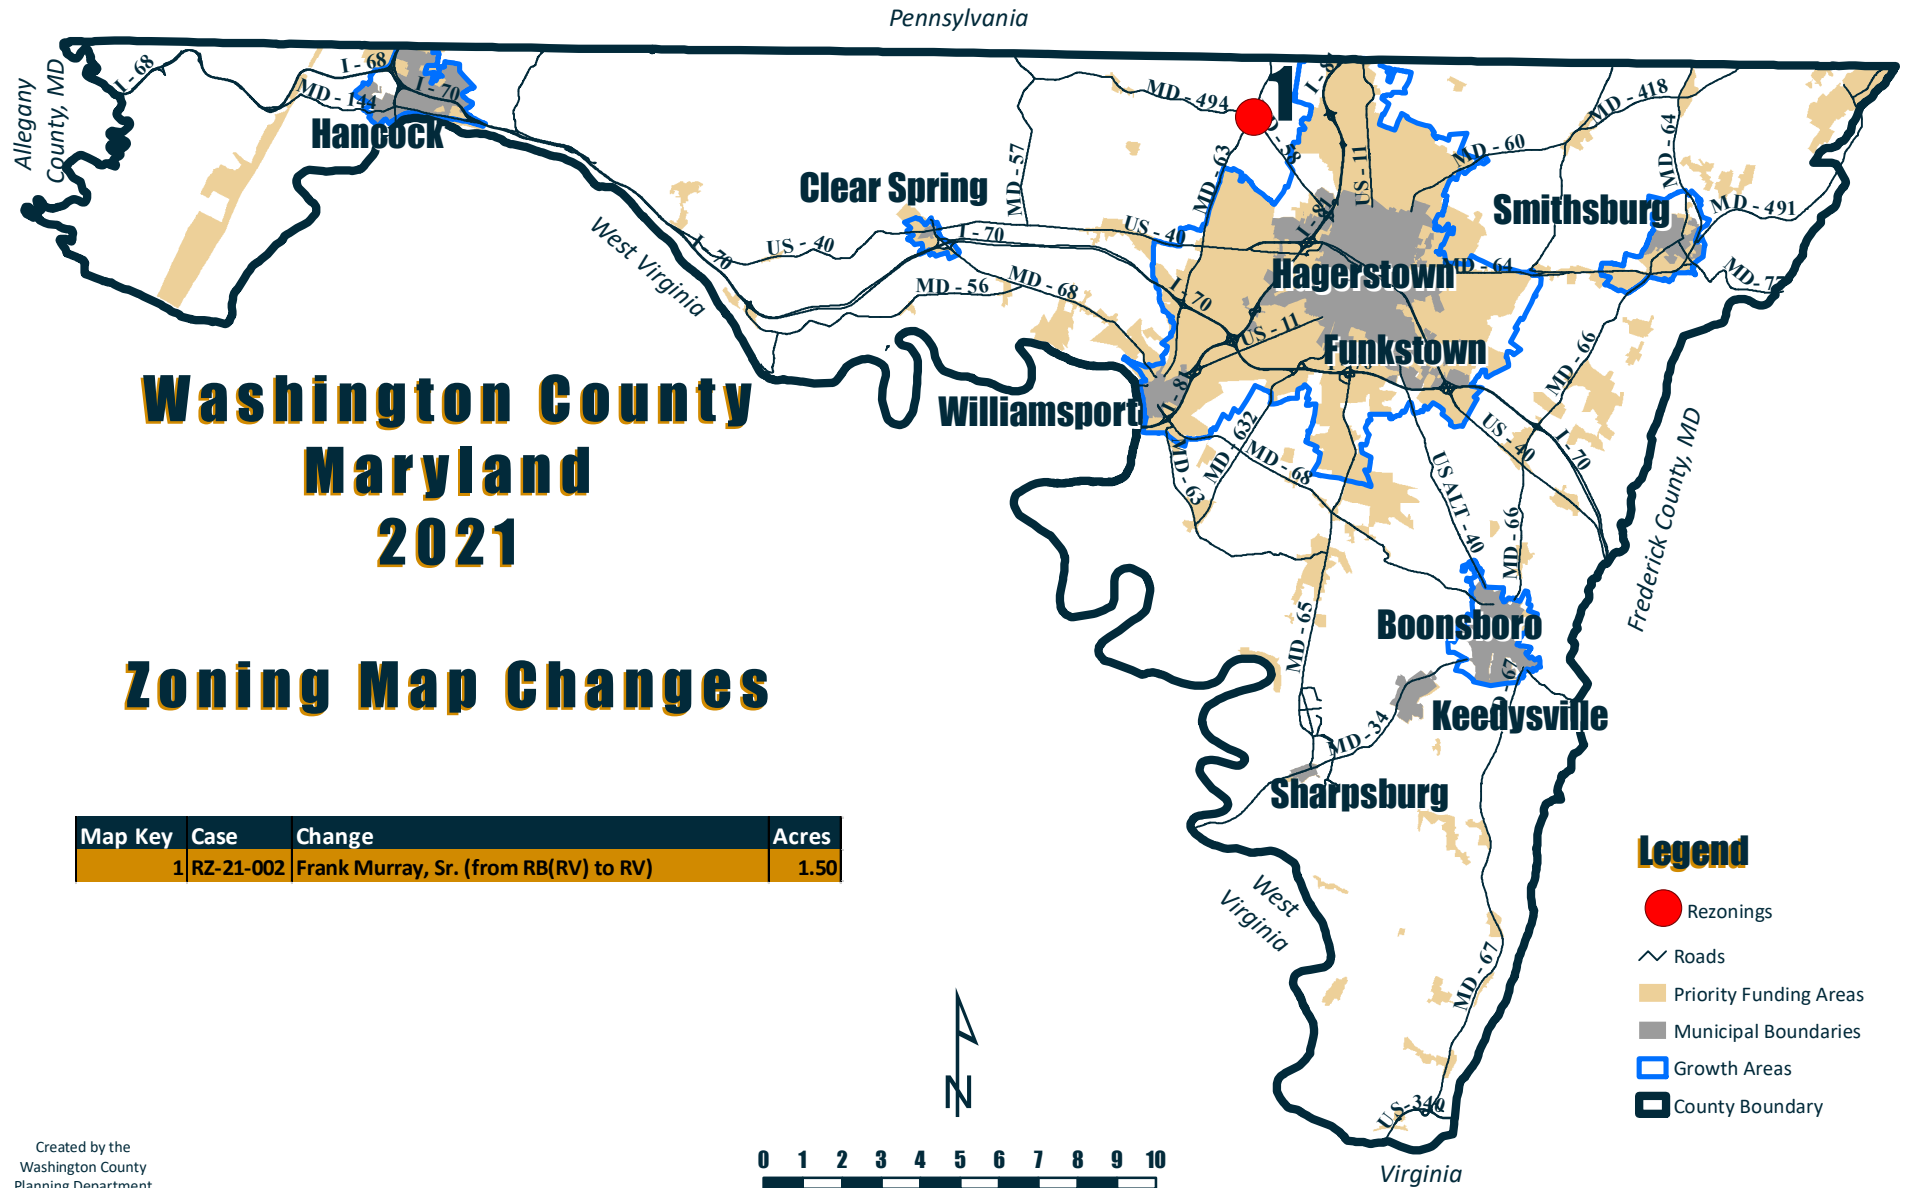 Pennsylvania
Allegany
County, MD
I - 68
I - 68
I - 70
MD - 144
Hancock
MD - 494
1
MD - 418
MD - 64
MD - 60
MD - 57
MD - 63
US - 11
I - 81
Clear Spring
Smithsburg
MD - 491
West Virginia
I - 70
US - 40
I - 70
US - 40
MD - 56
MD - 68
Hagerstown
MD - 64
MD - 77
I - 70
US - 11
Funkstown
MD - 66
Williamsport
I - 81
MD - 632
MD - 68
MD - 63
US - 40
I - 70
US ALT - 40
MD - 66
Frederick County, MD
Washington County
Maryland
2021
Zoning Map Changes
MD - 65
Boonsboro
Keedysville
MD - 34
Sharpsburg
Map Key Case Change Acres
1 RZ-21-002 Frank Murray, Sr. (from RB(RV) to RV) 1.50
West
Virginia
MD - 67
US - 340
Virginia
Legend
Rezonings
Roads
Priority Funding Areas
Municipal Boundaries
Growth Areas
County Boundary
N
0 1 2 3 4 5 6 7 8 9 10
Created by the
Washington County
Planning Department